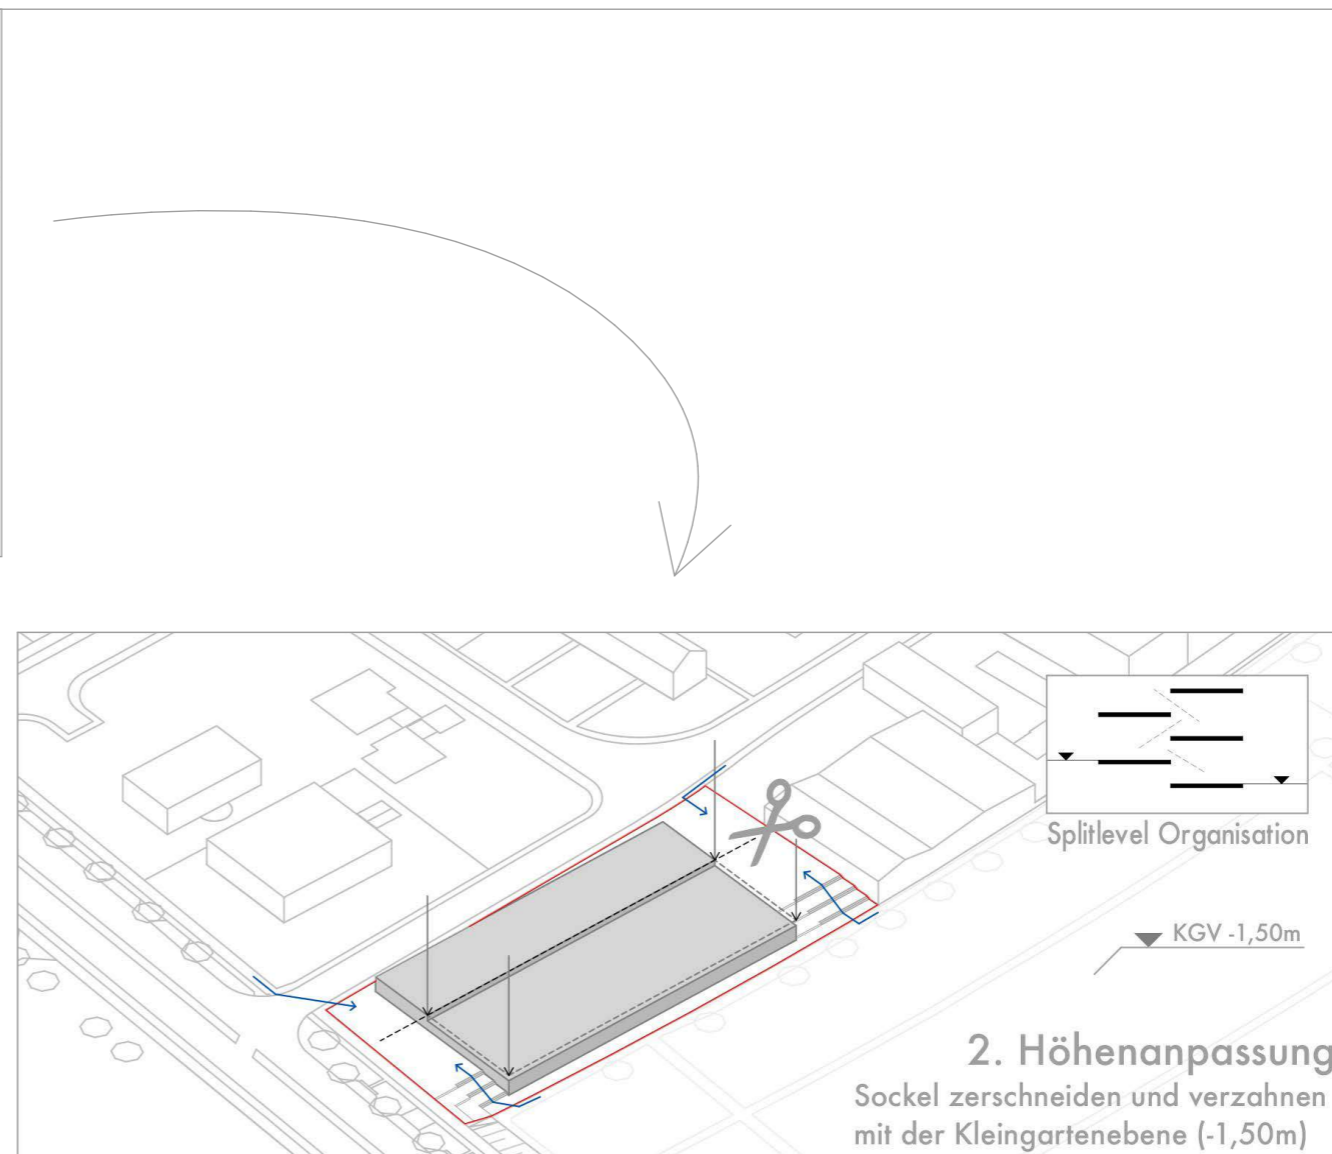 Splitlevel Organisation
KGV -1,50m
2. Höhenanpassung
Sockel zerschneiden und verzahnen
mit der Kleingartenebene (-1,50m)